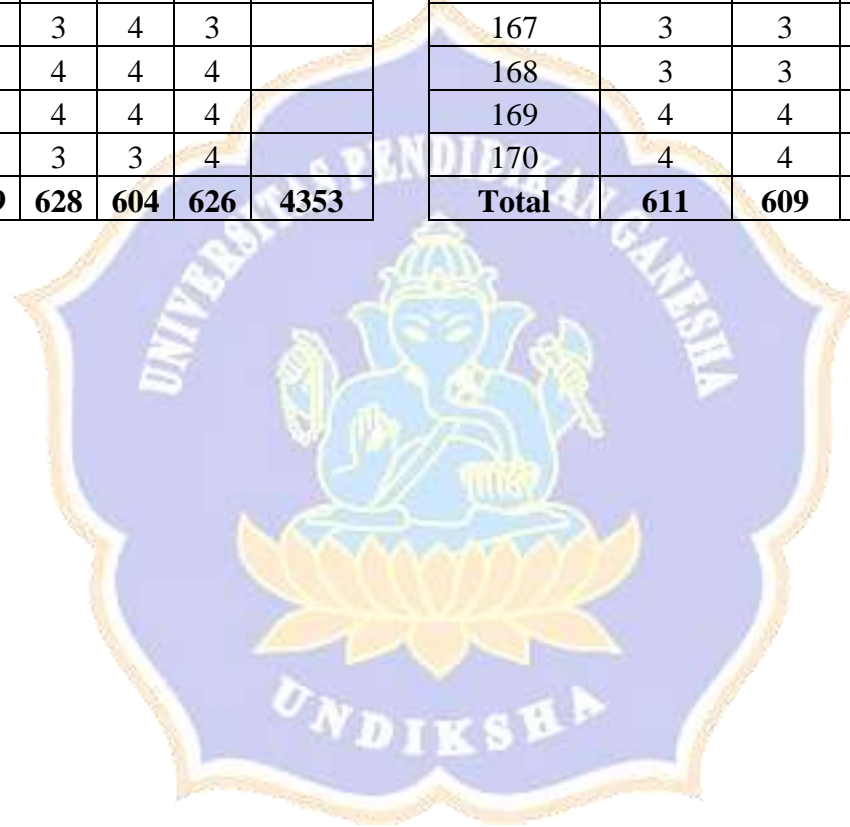 3 4 3 167 3 3
4 4 4 168 3 3
4 4 4 169 4 4
3 3 4 170 4 4
9 628 604 626 4353 Total 611 609
UNIVERSITAS PENDIDIKAN GANESHA
UNDIKSHA